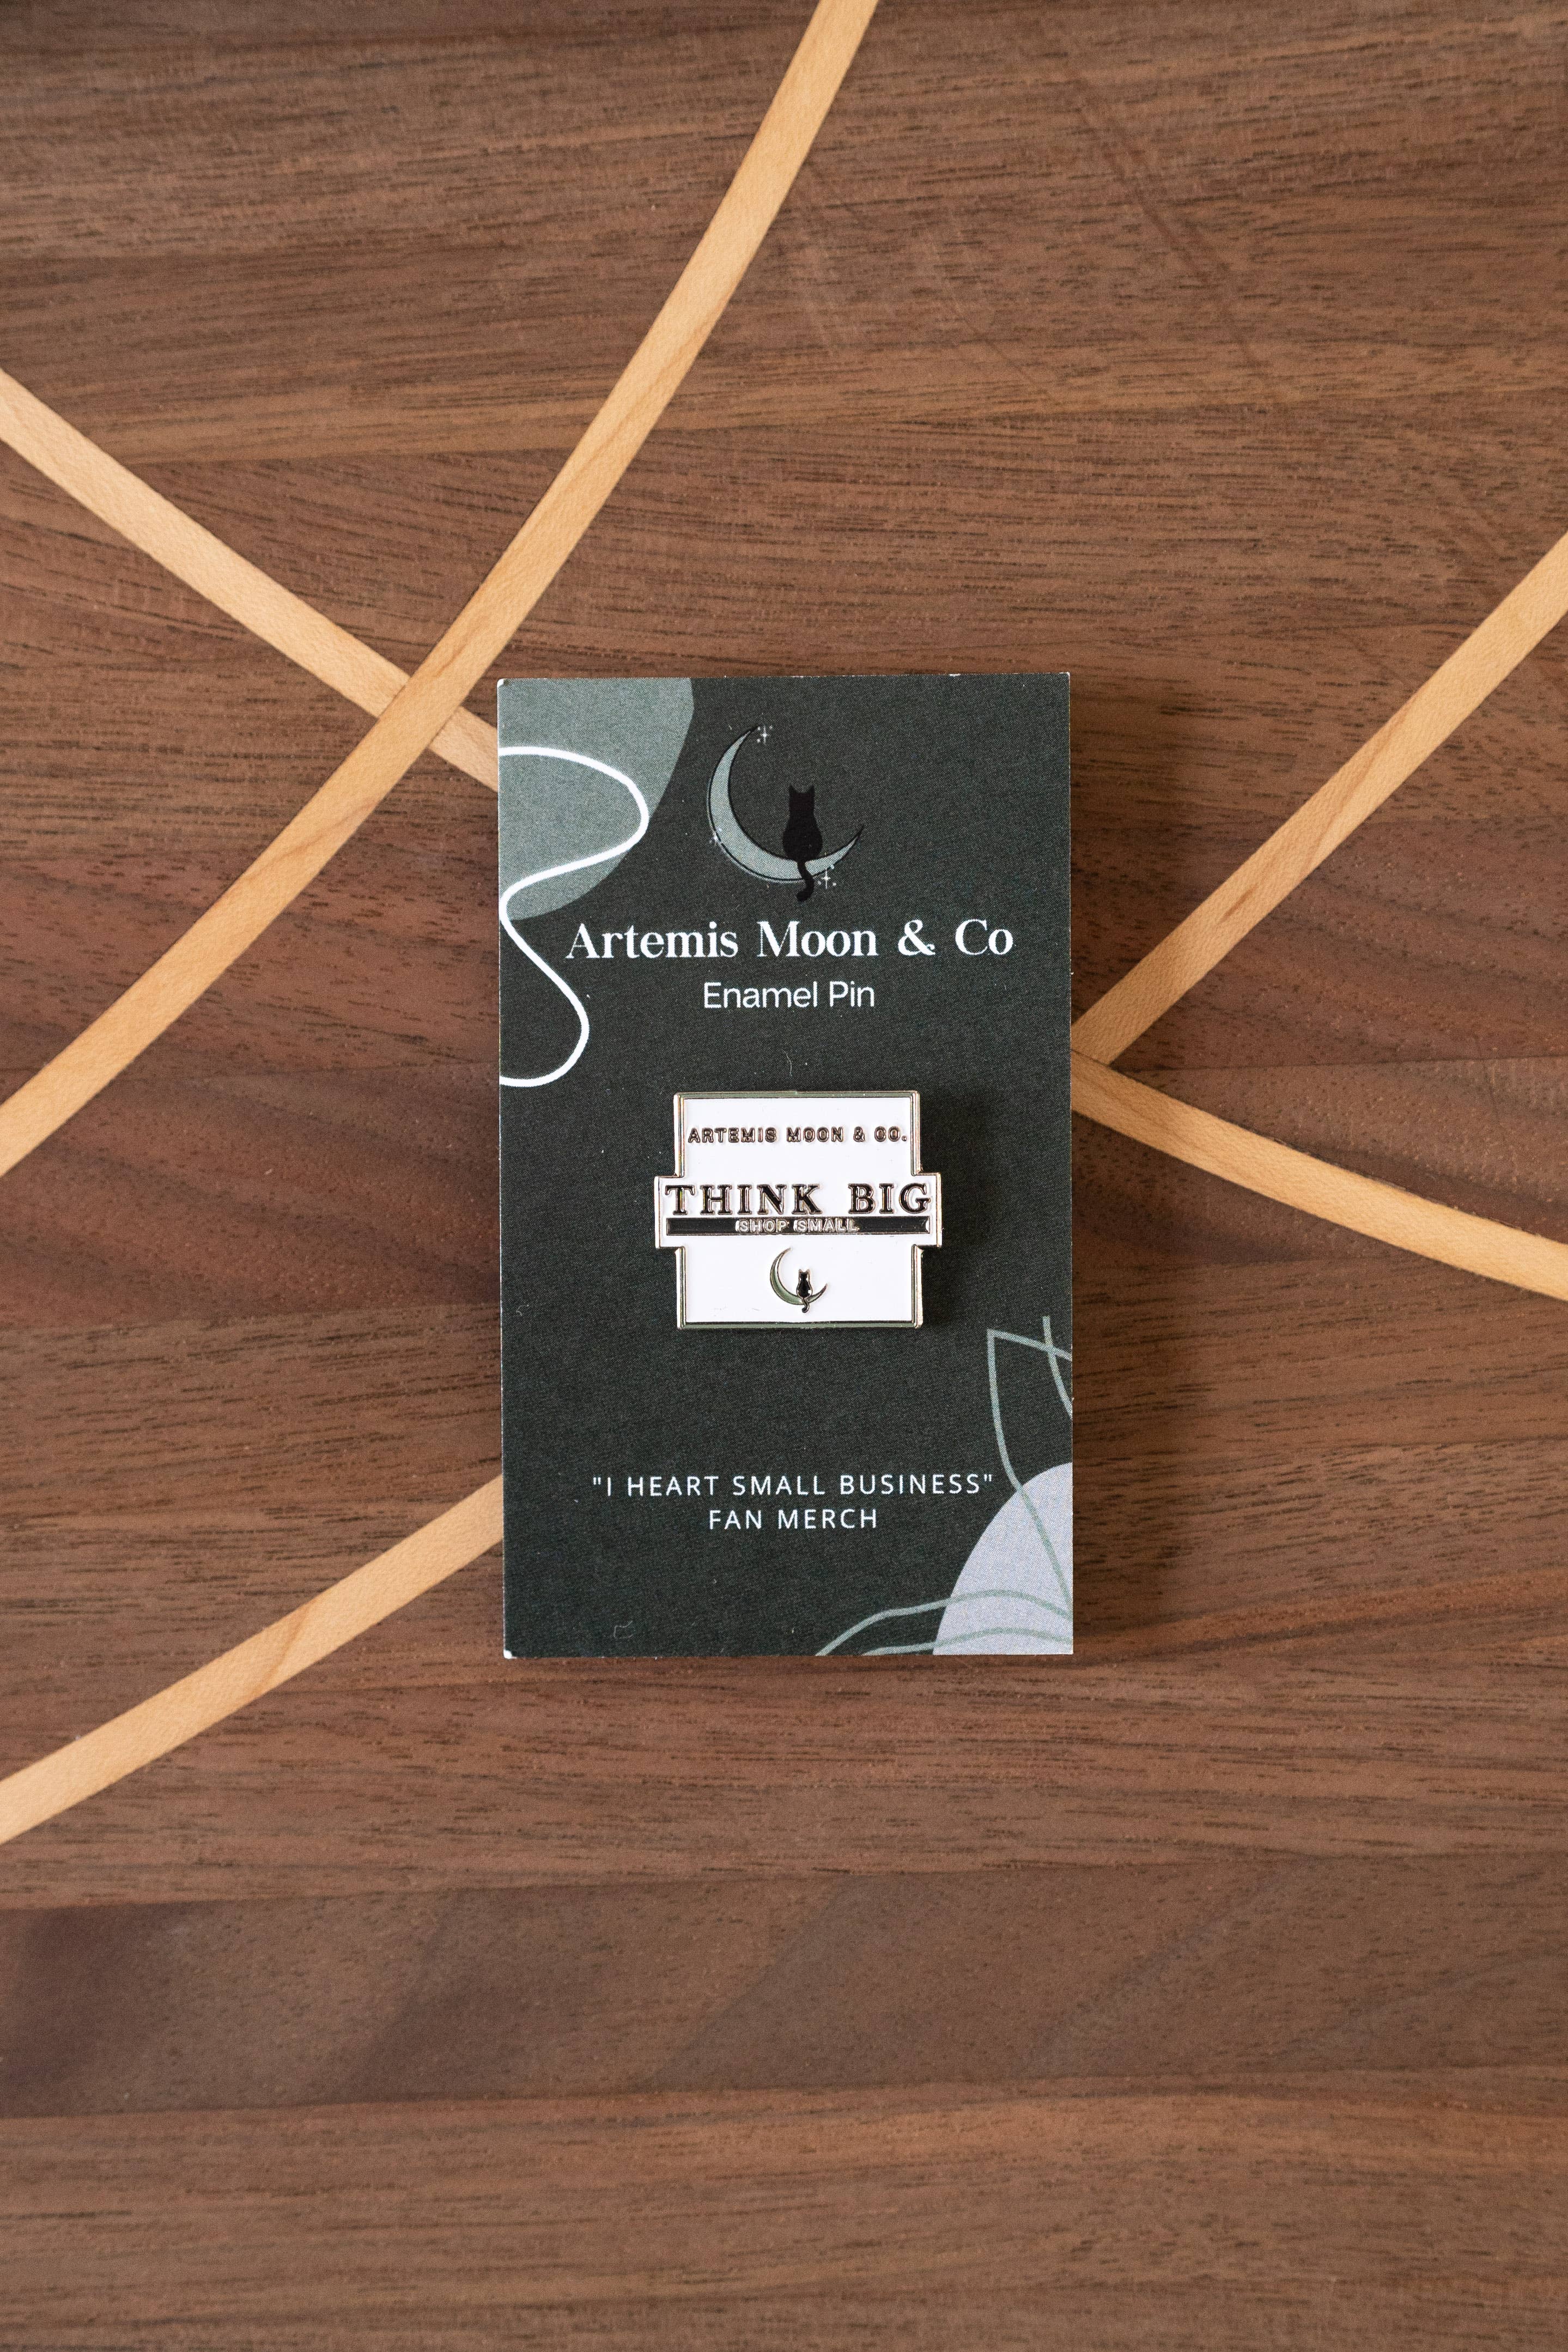 Artemis Moon & Co
Enamel Pin
ARTEMIS MOON & CO.
THINK BIG
SHOP SMALL
"I HEART SMALL BUSINESS"
FAN MERCH